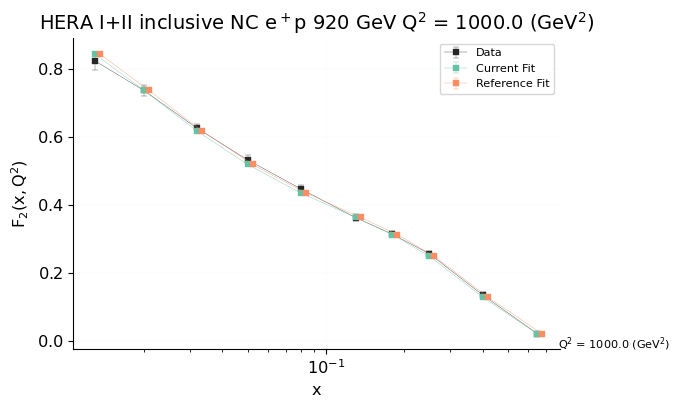 HERA I+II inclusive NC e⁺p 920 GeV Q² = 1000.0 (GeV²)
Data
Current Fit
Reference Fit
0.8
0.6
0.4
0.2
0.0
F₂(x, Q²)
Q² = 1000.0 (GeV²)
10⁻¹
x